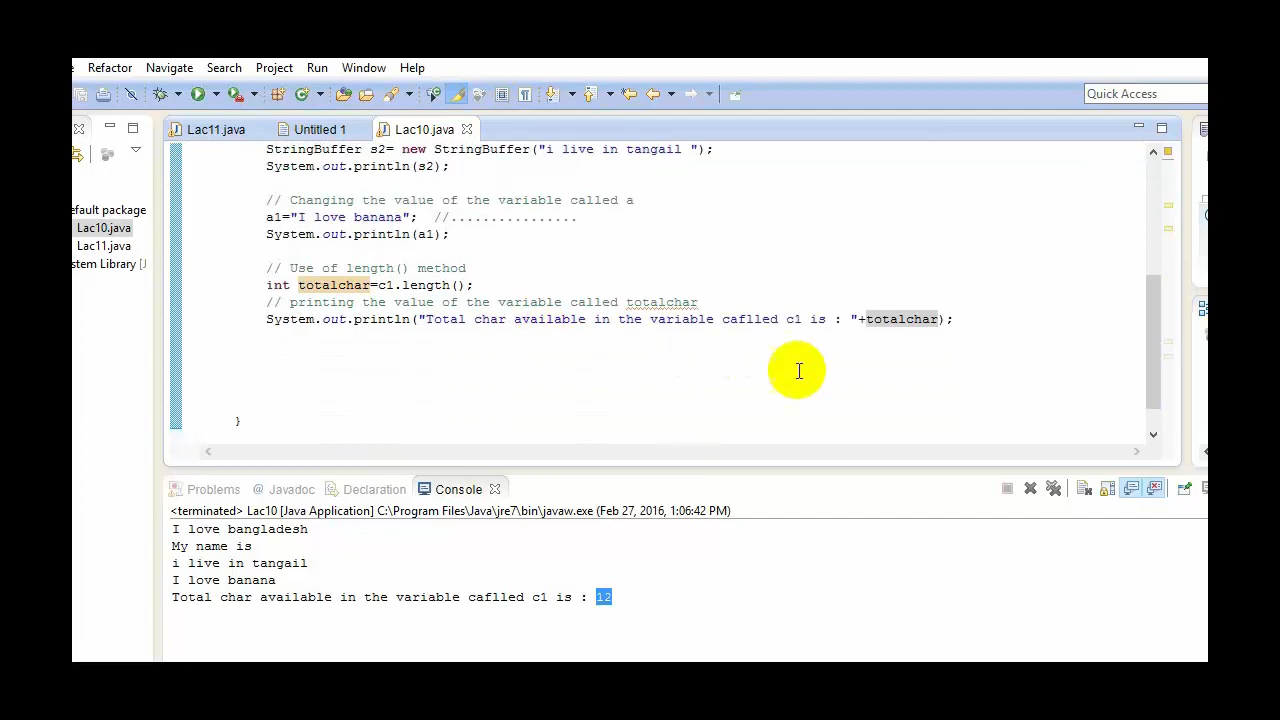 e Refactor Navigate Search Project Run Window Help
Quick Access
Lac11.java Untitled 1 Lac10.java
StringBuffer s2= new StringBuffer("i live in tangail ");
System.out.println(s2);
// Changing the value of the variable called a
a1="I love banana"; //................
System.out.println(a1);
// Use of length() method
int totalchar=c1.length();
// printing the value of the variable called totalchar
System.out.println("Total char available in the variable caflled c1 is : "+totalchar);
}
efault package
Lac10.java
Lac11.java
stem Library [J
Problems @ Javadoc Declaration Console
<terminated> Lac10 [Java Application] C:\Program Files\Java\jre7\bin\javaw.exe (Feb 27, 2016, 1:06:42 PM)
I love bangladesh
My name is
i live in tangail
I love banana
Total char available in the variable caflled c1 is : 12